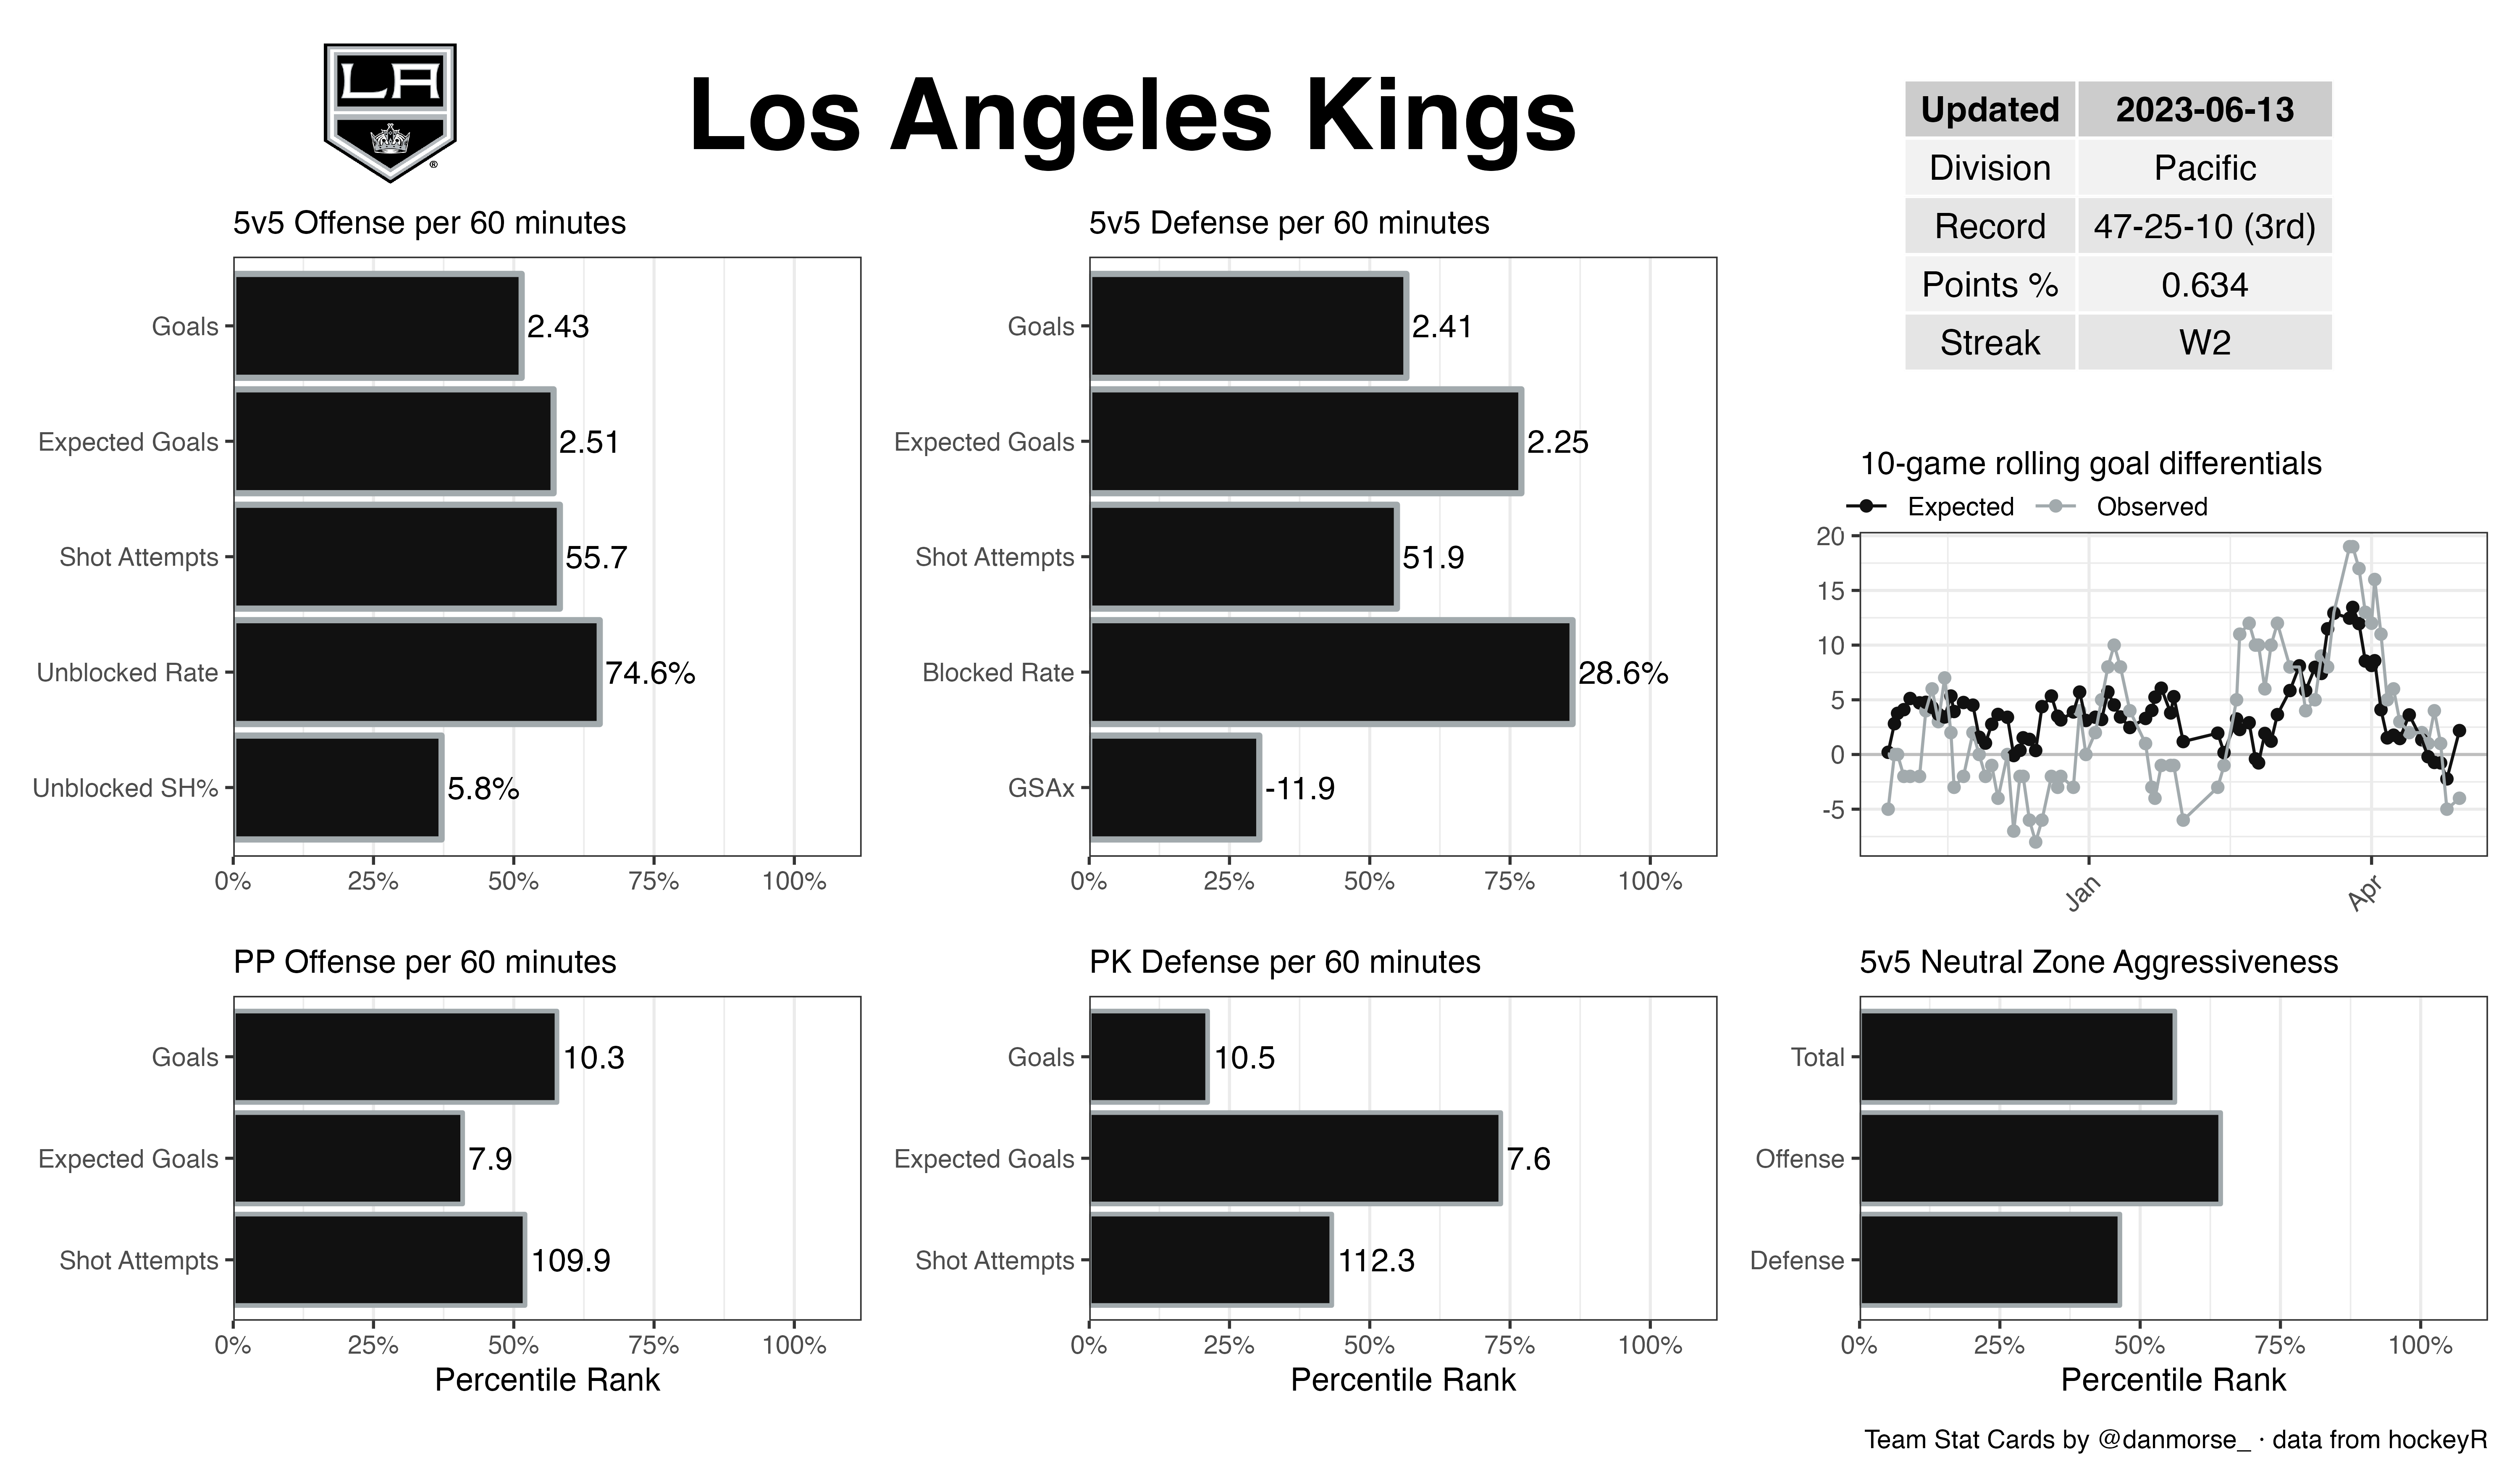 LA
®
Los Angeles Kings
Updated 2023-06-13
Division Pacific
Record 47-25-10 (3rd)
Points % 0.634
Streak W2
5v5 Offense per 60 minutes
Goals 2.43
Expected Goals 2.51
Shot Attempts 55.7
Unblocked Rate 74.6%
Unblocked SH% 5.8%
0% 25% 50% 75% 100%
5v5 Defense per 60 minutes
Goals 2.41
Expected Goals 2.25
Shot Attempts 51.9
Blocked Rate 28.6%
GSAx -11.9
0% 25% 50% 75% 100%
10-game rolling goal differentials
Expected Observed
20
15
10
5
0
-5
Jan Apr
PP Offense per 60 minutes
Goals 10.3
Expected Goals 7.9
Shot Attempts 109.9
0% 25% 50% 75% 100%
Percentile Rank
PK Defense per 60 minutes
Goals 10.5
Expected Goals 7.6
Shot Attempts 112.3
0% 25% 50% 75% 100%
Percentile Rank
5v5 Neutral Zone Aggressiveness
Total
Offense
Defense
0% 25% 50% 75% 100%
Percentile Rank
Team Stat Cards by @danmorse_ · data from hockeyR